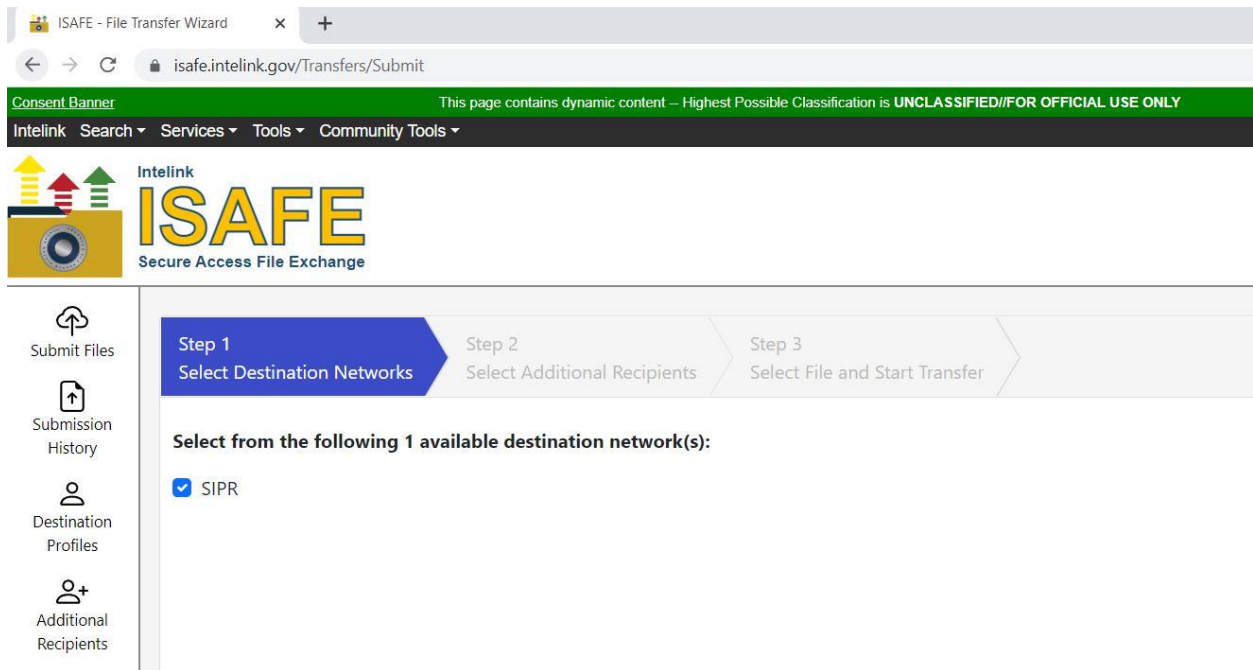 ISAFE - File Transfer Wizard
isafe.intelink.gov/Transfers/Submit
Consent Banner This page contains dynamic content -- Highest Possible Classification is UNCLASSIFIED//FOR OFFICIAL USE ONLY
Intelink Search Services Tools Community Tools
Intelink
ISAFE
Secure Access File Exchange
Submit Files
Submission
History
Destination
Profiles
Additional
Recipients
Step 1
Select Destination Networks
Step 2
Select Additional Recipients
Step 3
Select File and Start Transfer
Select from the following 1 available destination network(s):
SIPR